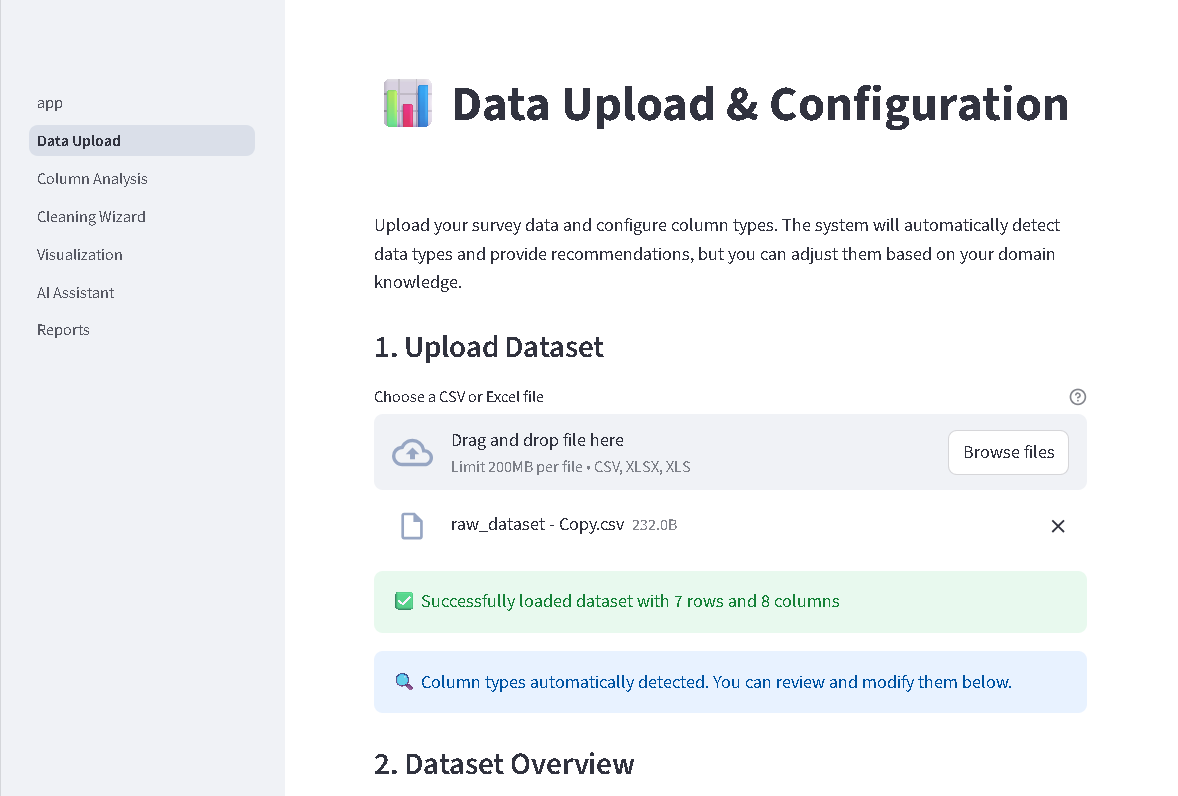 app
Data Upload
Column Analysis
Cleaning Wizard
Visualization
AI Assistant
Reports
Data Upload & Configuration
Upload your survey data and configure column types. The system will automatically detect
data types and provide recommendations, but you can adjust them based on your domain
knowledge.
1. Upload Dataset
Choose a CSV or Excel file
Drag and drop file here
Limit 200MB per file • CSV, XLSX, XLS
Browse files
raw_dataset - Copy.csv 232.0B
Successfully loaded dataset with 7 rows and 8 columns
Column types automatically detected. You can review and modify them below.
2. Dataset Overview